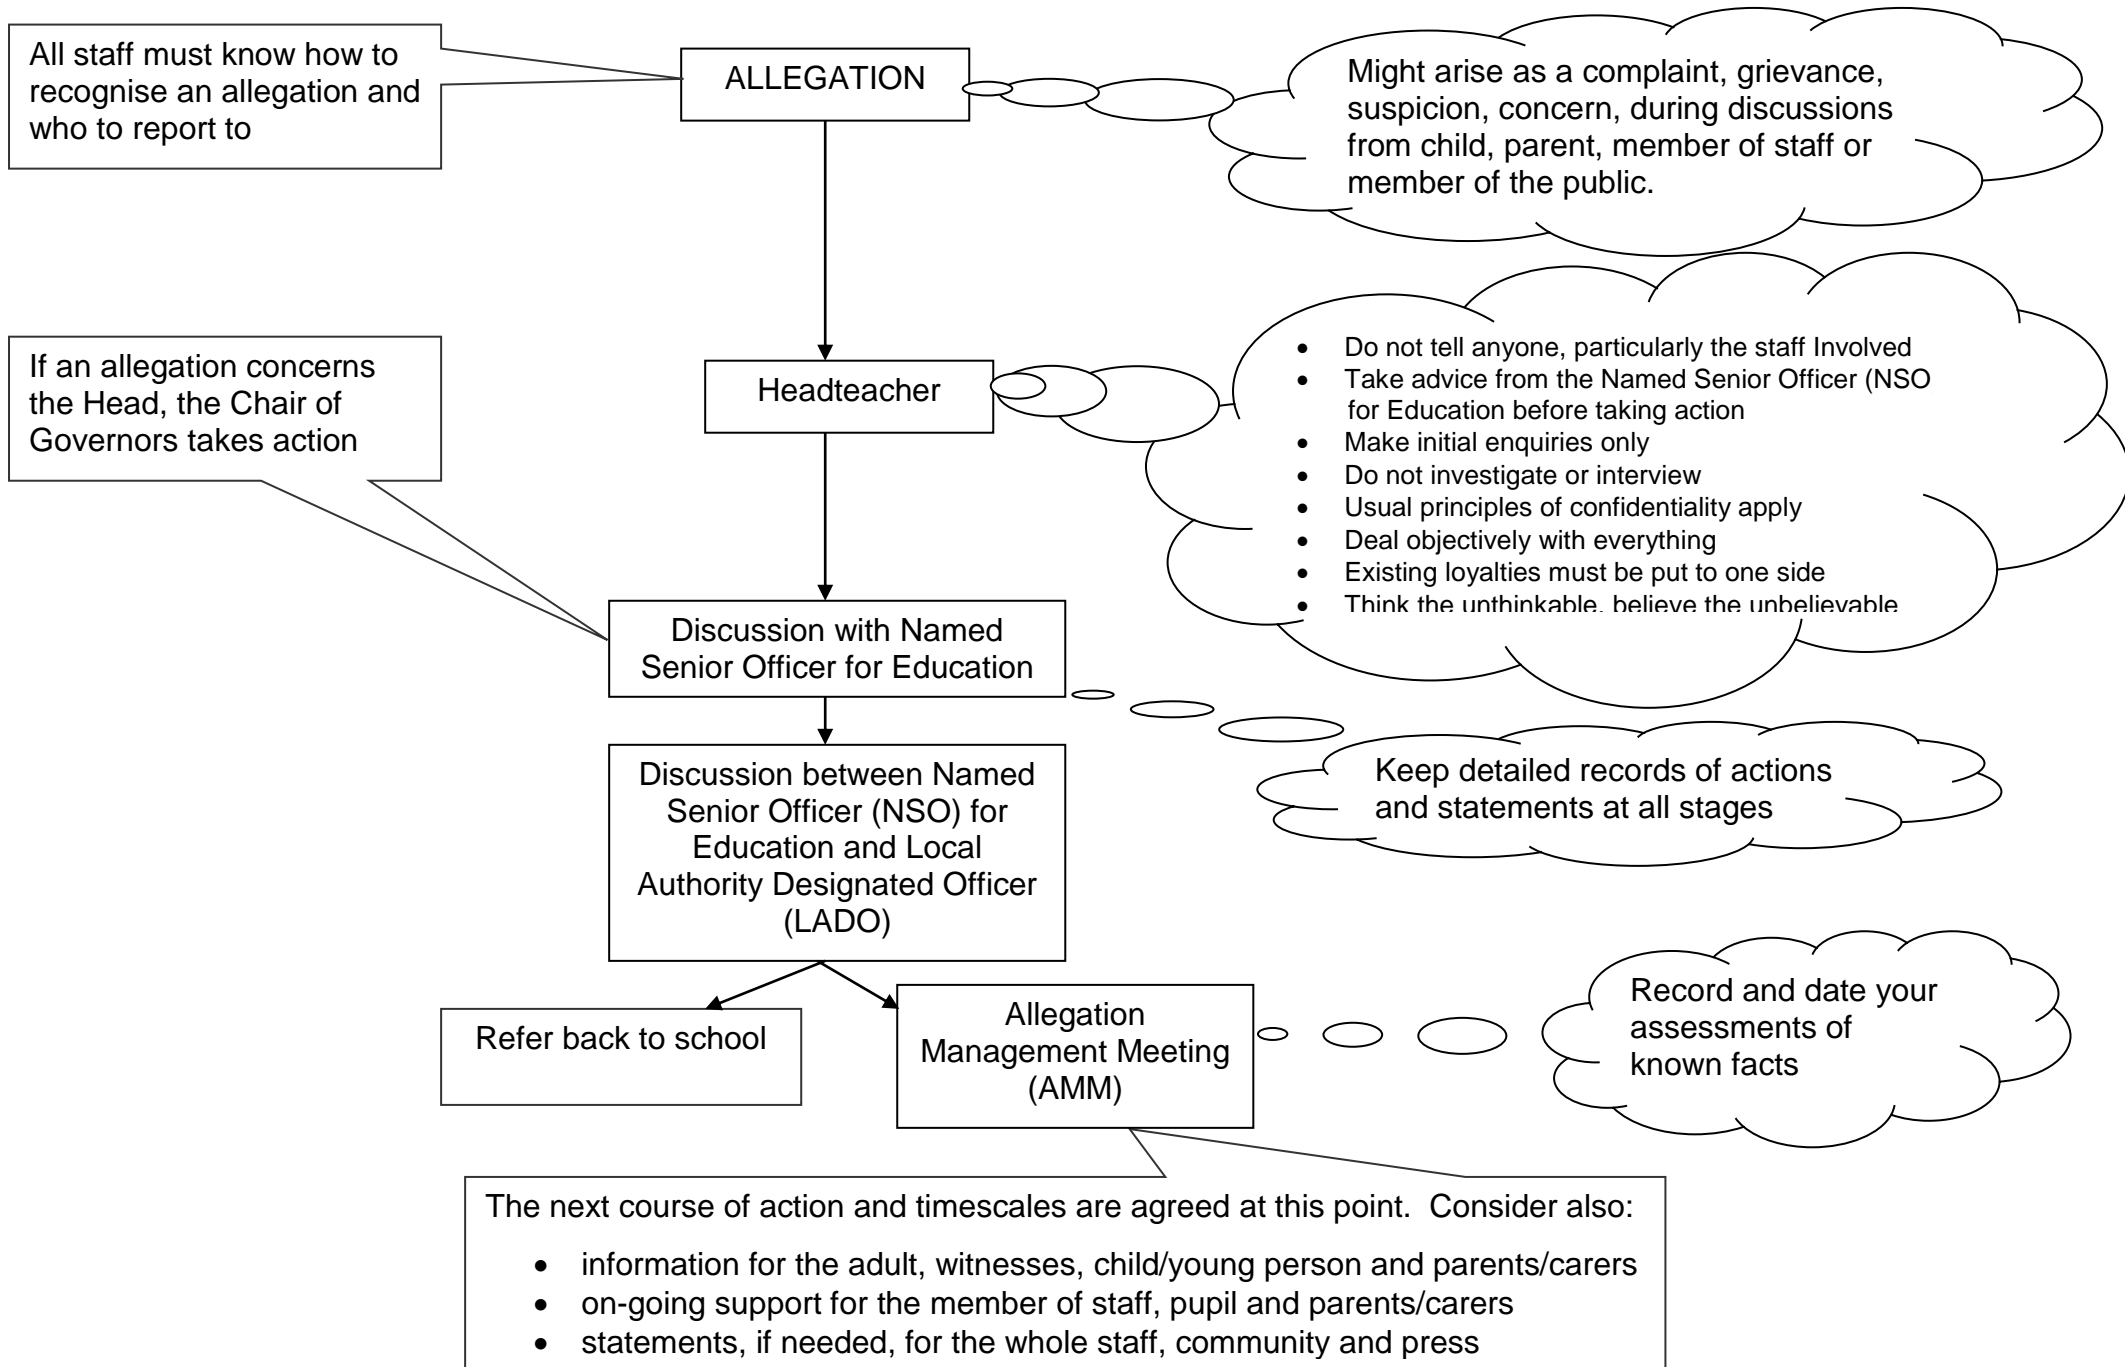 All staff must know how to
recognise an allegation and
who to report to
ALLEGATION
Might arise as a complaint, grievance,
suspicion, concern, during discussions
from child, parent, member of staff or
member of the public.
If an allegation concerns
the Head, the Chair of
Governors takes action
Headteacher
• Do not tell anyone, particularly the staff Involved
• Take advice from the Named Senior Officer (NSO
for Education before taking action
• Make initial enquiries only
• Do not investigate or interview
• Usual principles of confidentiality apply
• Deal objectively with everything
• Existing loyalties must be put to one side
• Think the unthinkable, believe the unbelievable
Discussion with Named
Senior Officer for Education
Keep detailed records of actions
and statements at all stages
Discussion between Named
Senior Officer (NSO) for
Education and Local
Authority Designated Officer
(LADO)
Refer back to school
Allegation
Management Meeting
(AMM)
Record and date your
assessments of
known facts
The next course of action and timescales are agreed at this point.  Consider also:
• information for the adult, witnesses, child/young person and parents/carers
• on-going support for the member of staff, pupil and parents/carers
• statements, if needed, for the whole staff, community and press